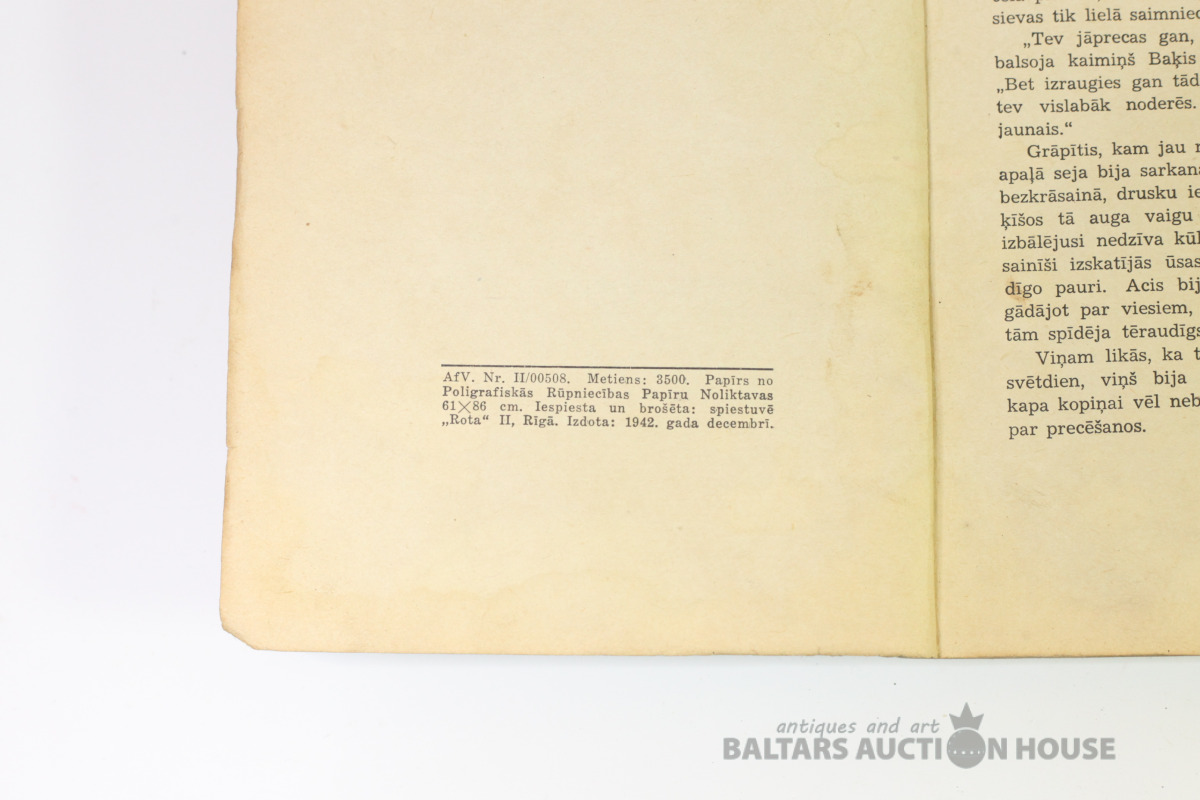 AfV. Nr. II/00508. Metiens: 3500. Papīrs no
Poligrafiskās Rūpniecības Papīru Noliktavas
61×86 cm. Iespiesta un brošēta: spiestuvē
„Rota“ II, Rīgā. Izdota: 1942. gada decembrī.
sievas tik lielā saimniec
„Tev jāprecas gan,
balsoja kaimiņš Baķis
„Bet izraugies gan tād
tev vislabāk noderēs.
jaunais.“
Grāpītis, kam jau
apaļā seja bija sarkana
bezkrāsainā, drusku ie
ķīšos tā auga vaigu
izbālējusi nedzīva kūl
sainīši izskatījās ūsas
dīgo pauri. Acis bij
gādājot par viesiem,
tām spīdēja tēraudīgs
Viņam likās, ka t
svētdien, viņš bija
kapa kopiņai vēl neb
par precēšanos.
antiques and art
BALTARS AUCTION HOUSE